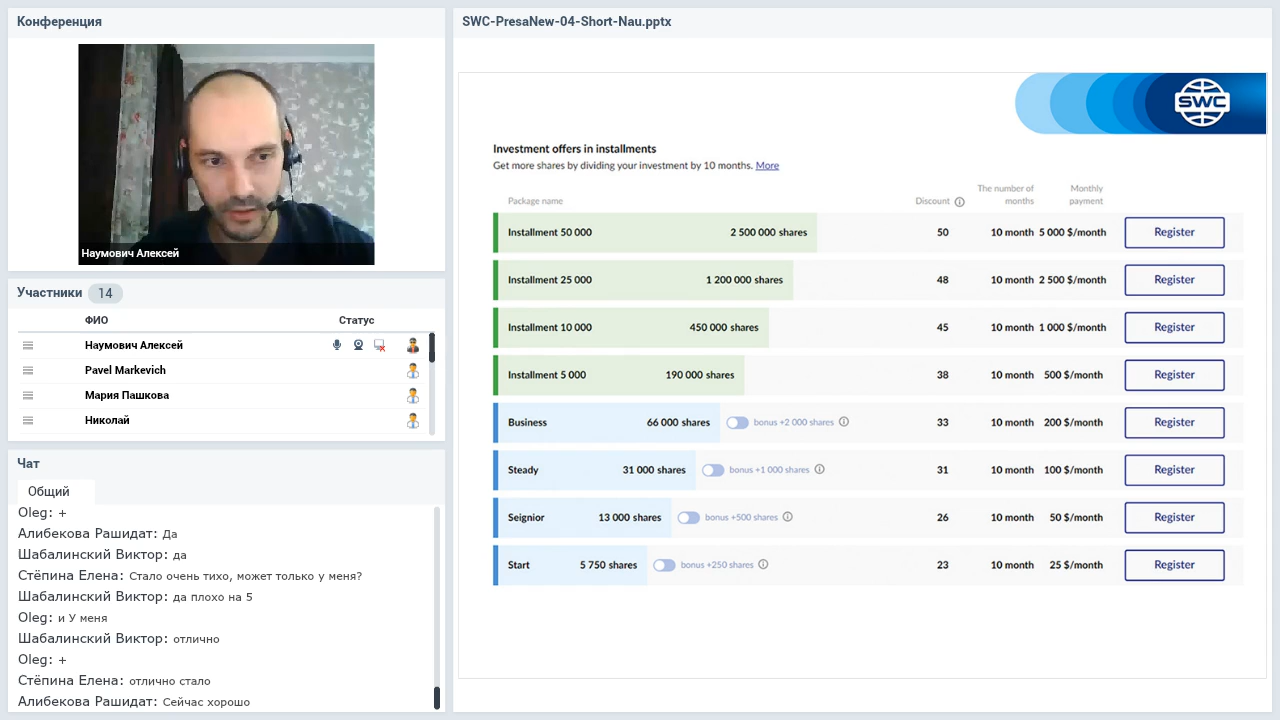 Конференция
Наумович Алексей
Участники 14
ФИО Статус
Наумович Алексей
Pavel Markevich
Мария Пашкова
Николай
Чат
Общий
Oleg: +
Алибекова Рашидат: Да
Шабалинский Виктор: да
Стёпина Елена: Стало очень тихо, может только у меня?
Шабалинский Виктор: да плохо на 5
Oleg: и У меня
Шабалинский Виктор: отлично
Oleg: +
Стёпина Елена: отлично стало
Алибекова Рашидат: Сейчас хорошо
SWC-PresaNew-04-Short-Nau.pptx
SWC
Investment offers in installments
Get more shares by dividing your investment by 10 months. More
Package name Discount The number of months Monthly payment
Installment 50 000 2 500 000 shares 50 10 month 5 000 $/month Register
Installment 25 000 1 200 000 shares 48 10 month 2 500 $/month Register
Installment 10 000 450 000 shares 45 10 month 1 000 $/month Register
Installment 5 000 190 000 shares 38 10 month 500 $/month Register
Business 66 000 shares bonus +2 000 shares 33 10 month 200 $/month Register
Steady 31 000 shares bonus +1 000 shares 31 10 month 100 $/month Register
Seignior 13 000 shares bonus +500 shares 26 10 month 50 $/month Register
Start 5 750 shares bonus +250 shares 23 10 month 25 $/month Register